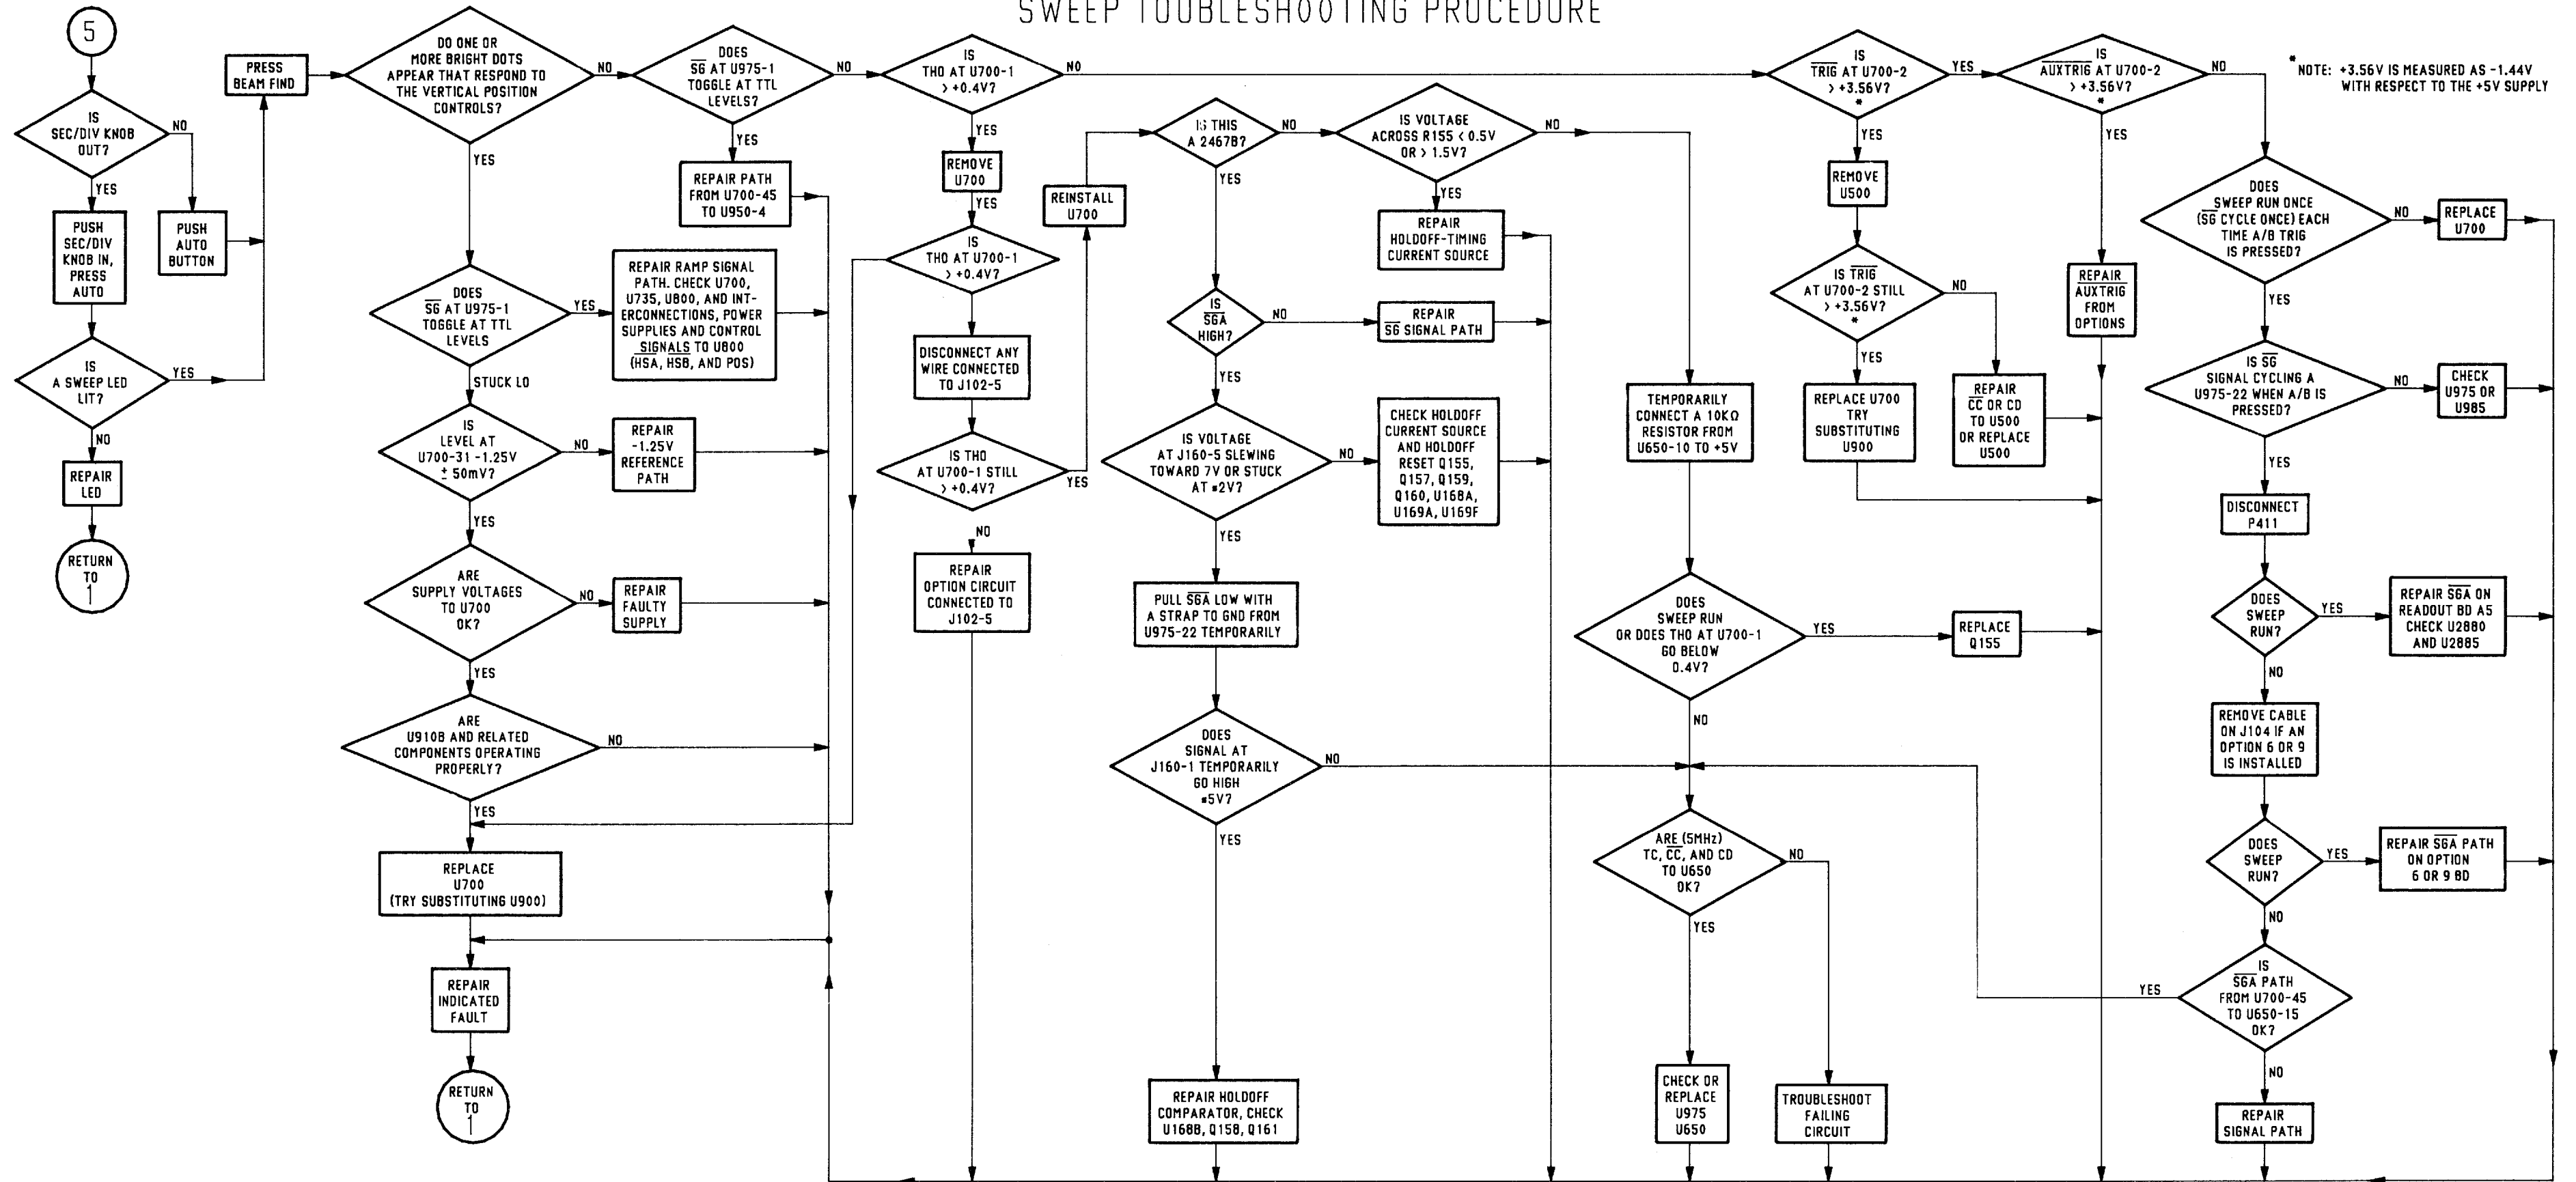 SWEEP TOUBLESHOOTING PROCEDURE
5
IS
SEC/DIV KNOB
OUT?
NO
YES
PUSH
SEC/DIV
KNOB IN,
PRESS
AUTO
PUSH
AUTO
BUTTON
IS
A SWEEP LED
LIT?
YES
NO
REPAIR
LED
RETURN
TO
1
PRESS
BEAM FIND
DO ONE OR
MORE BRIGHT DOTS
APPEAR THAT RESPOND TO
THE VERTICAL POSITION
CONTROLS?
NO
YES
DOES
S̅G̅ AT U975-1
TOGGLE AT TTL
LEVELS
YES
STUCK LO
REPAIR RAMP SIGNAL
PATH. CHECK U700,
U735, U800, AND INT-
ERCONNECTIONS, POWER
SUPPLIES AND CONTROL
SIGNALS TO U800
(H̅S̅A̅, H̅S̅B̅, AND POS)
IS
LEVEL AT
U700-31 -1.25V
± 50mV?
NO
YES
REPAIR
-1.25V
REFERENCE
PATH
ARE
SUPPLY VOLTAGES
TO U700
OK?
NO
YES
REPAIR
FAULTY
SUPPLY
ARE
U910B AND RELATED
COMPONENTS OPERATING
PROPERLY?
NO
YES
REPLACE
U700
(TRY SUBSTITUTING U900)
REPAIR
INDICATED
FAULT
RETURN
TO
1
DOES
S̅G̅ AT U975-1
TOGGLE AT TTL
LEVELS?
NO
YES
REPAIR PATH
FROM U700-45
TO U950-4
IS
THO AT U700-1
> +0.4V?
NO
YES
REMOVE
U700
YES
IS
THO AT U700-1
> +0.4V?
DISCONNECT ANY
WIRE CONNECTED
TO J102-5
IS THO
AT U700-1 STILL
> +0.4V?
YES
NO
REPAIR
OPTION CIRCUIT
CONNECTED TO
J102-5
REINSTALL
U700
IS THIS
A 2467B?
NO
YES
IS VOLTAGE
ACROSS R155 < 0.5V
OR > 1.5V?
NO
YES
REPAIR
HOLDOFF-TIMING
CURRENT SOURCE
IS
S̅G̅A̅
HIGH?
NO
YES
REPAIR
S̅G̅ SIGNAL PATH
IS VOLTAGE
AT J160-5 SLEWING
TOWARD 7V OR STUCK
AT ≈2V?
NO
YES
CHECK HOLDOFF
CURRENT SOURCE
AND HOLDOFF
RESET Q155,
Q157, Q159,
Q160, U168A,
U169A, U169F
PULL S̅G̅A̅ LOW WITH
A STRAP TO GND FROM
U975-22 TEMPORARILY
DOES
SIGNAL AT
J160-1 TEMPORARILY
GO HIGH
≈5V?
NO
YES
REPAIR HOLDOFF
COMPARATOR, CHECK
U168B, Q158, Q161
TEMPORARILY
CONNECT A 10KΩ
RESISTOR FROM
U650-10 TO +5V
DOES
SWEEP RUN
OR DOES THO AT U700-1
GO BELOW
0.4V?
YES
NO
REPLACE
Q155
ARE (5MHz)
TC, C̅C̅, AND CD
TO U650
OK?
NO
YES
CHECK OR
REPLACE
U975
U650
TROUBLESHOOT
FAILING
CIRCUIT
IS
T̅R̅I̅G̅ AT U700-2
> +3.56V?
*
YES
YES
REMOVE
U500
IS T̅R̅I̅G̅
AT U700-2 STILL
> +3.56V?
*
NO
YES
REPLACE U700
TRY
SUBSTITUTING
U900
REPAIR
C̅C̅ OR CD
TO U500
OR REPLACE
U500
IS
A̅U̅X̅T̅R̅I̅G̅ AT U700-2
> +3.56V?
*
NO
YES
REPAIR
A̅U̅X̅T̅R̅I̅G̅
FROM
OPTIONS
*NOTE: +3.56V IS MEASURED AS -1.44V
WITH RESPECT TO THE +5V SUPPLY
DOES
SWEEP RUN ONCE
(S̅G̅ CYCLE ONCE) EACH
TIME A/B TRIG
IS PRESSED?
NO
YES
REPLACE
U700
IS S̅G̅
SIGNAL CYCLING A
U975-22 WHEN A/B IS
PRESSED?
NO
YES
CHECK
U975 OR
U985
DISCONNECT
P411
DOES
SWEEP
RUN?
YES
NO
REPAIR S̅G̅A̅ ON
READOUT BD A5
CHECK U2880
AND U2885
REMOVE CABLE
ON J104 IF AN
OPTION 6 OR 9
IS INSTALLED
DOES
SWEEP
RUN?
YES
NO
REPAIR S̅G̅A̅ PATH
ON OPTION
6 OR 9 BD
IS
S̅G̅A̅ PATH
FROM U700-45
TO U650-15
OK?
YES
NO
REPAIR
SIGNAL PATH